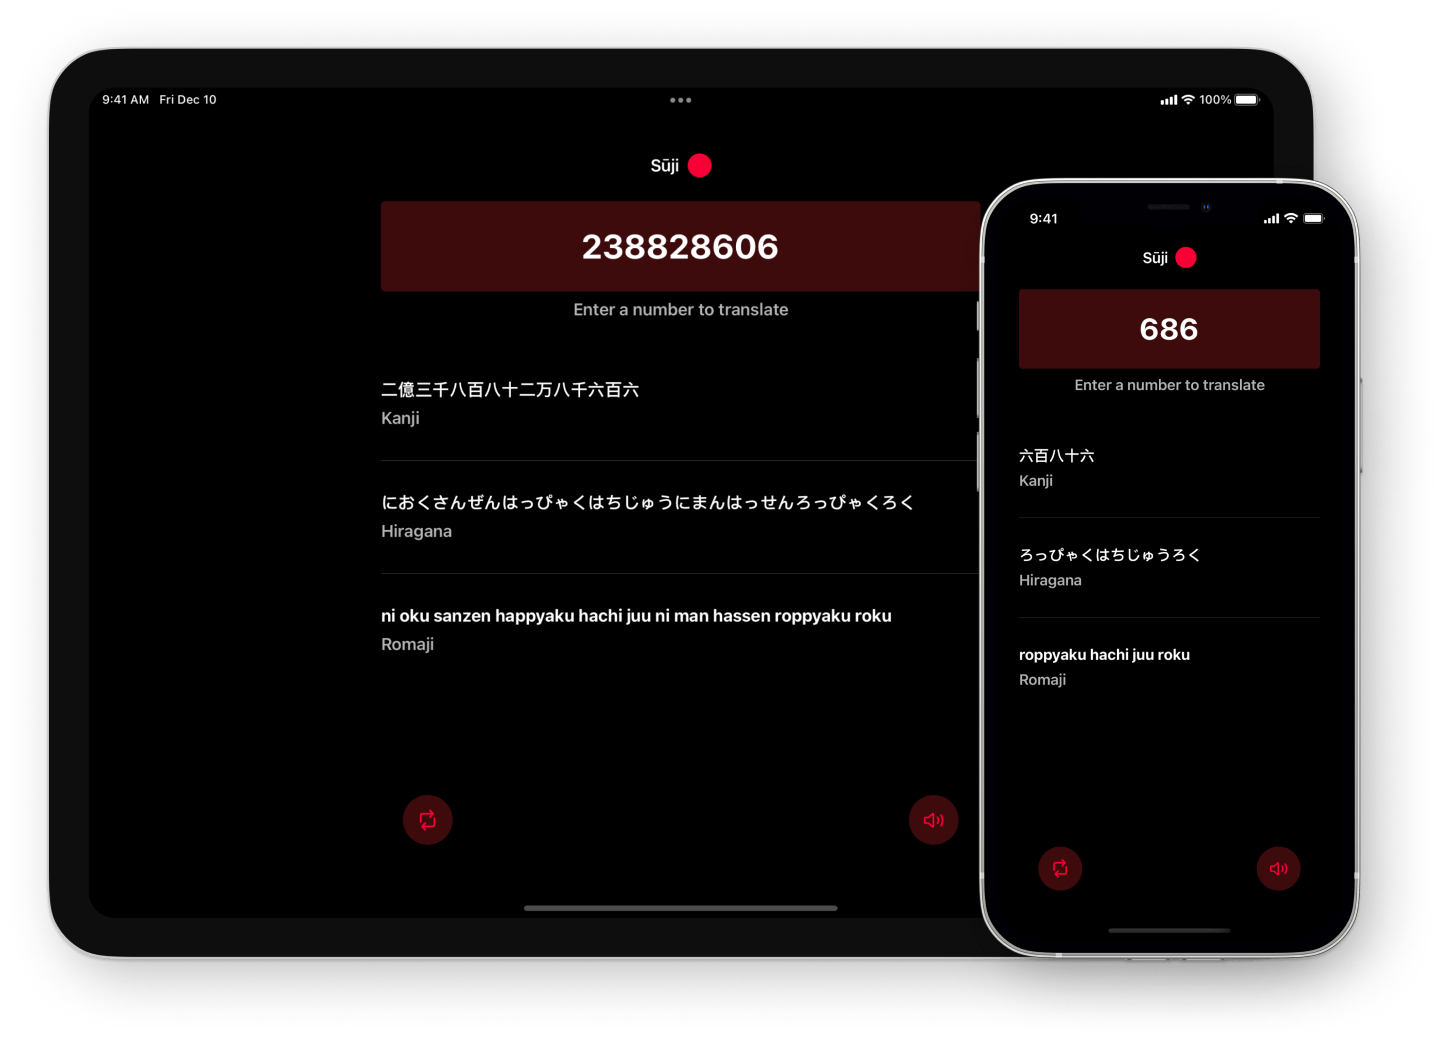 9:41 AM Fri Dec 10
100%
Sūji
238828606
Enter a number to translate
二億三千八百八十二万八千六百六
Kanji
におくさんぜんはっぴゃくはちじゅうにまんはっせんろっぴゃくろく
Hiragana
ni oku sanzen happyaku hachi juu ni man hassen roppyaku roku
Romaji
9:41
Sūji
686
Enter a number to translate
六百八十六
Kanji
ろっぴゃくはちじゅうろく
Hiragana
roppyaku hachi juu roku
Romaji